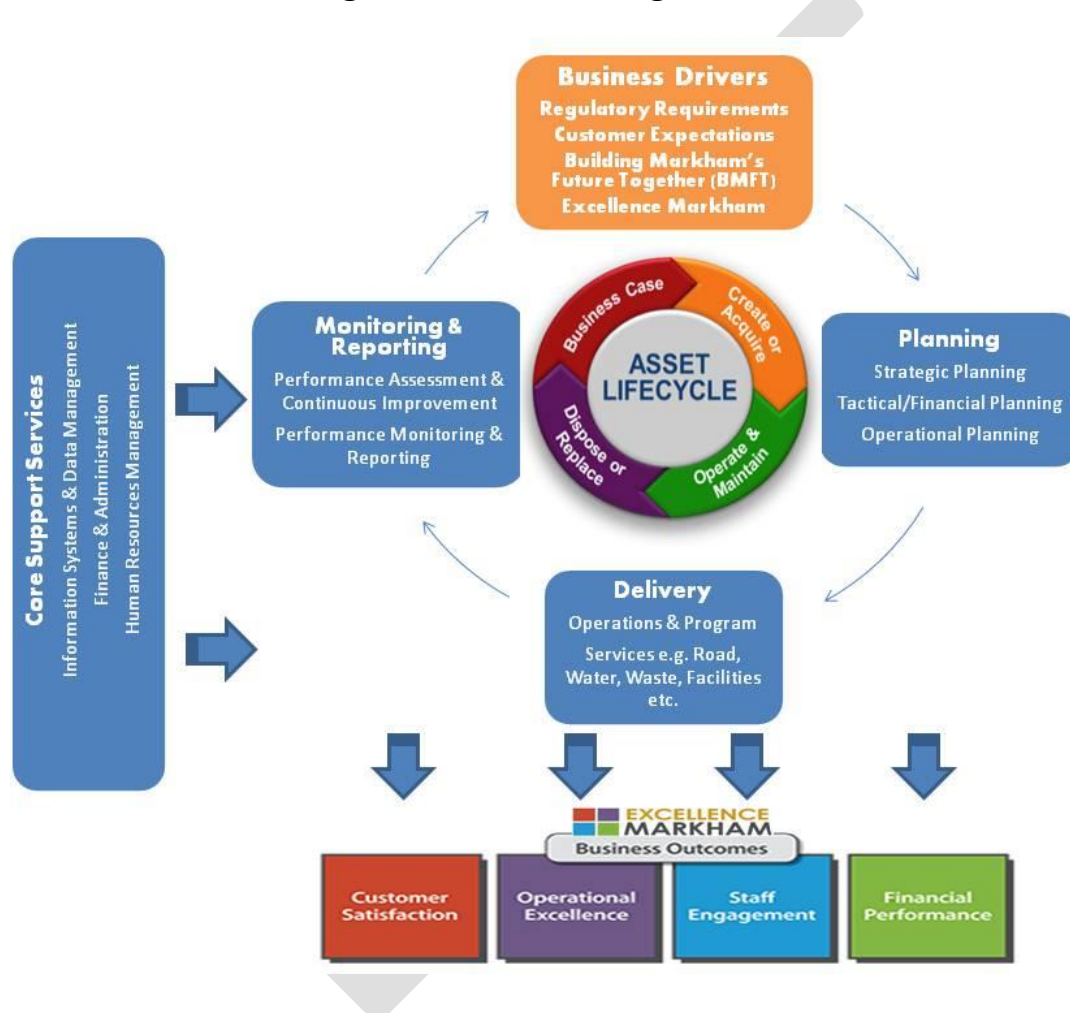 Business Drivers
Regulatory Requirements
Customer Expectations
Building Markham's
Future Together (BMFT)
Excellence Markham
Core Support Services
Information Systems & Data Management
Finance & Administration
Human Resources Management
Monitoring &
Reporting
Performance Assessment &
Continuous Improvement
Performance Monitoring &
Reporting
Business Case
Create or
Acquire
ASSET
LIFECYCLE
Dispose or
Replace
Operate &
Maintain
Planning
Strategic Planning
Tactical/Financial Planning
Operational Planning
Delivery
Operations & Program
Services e.g. Road,
Water, Waste, Facilities
etc.
EXCELLENCE
MARKHAM
Business Outcomes
Customer
Satisfaction
Operational
Excellence
Staff
Engagement
Financial
Performance